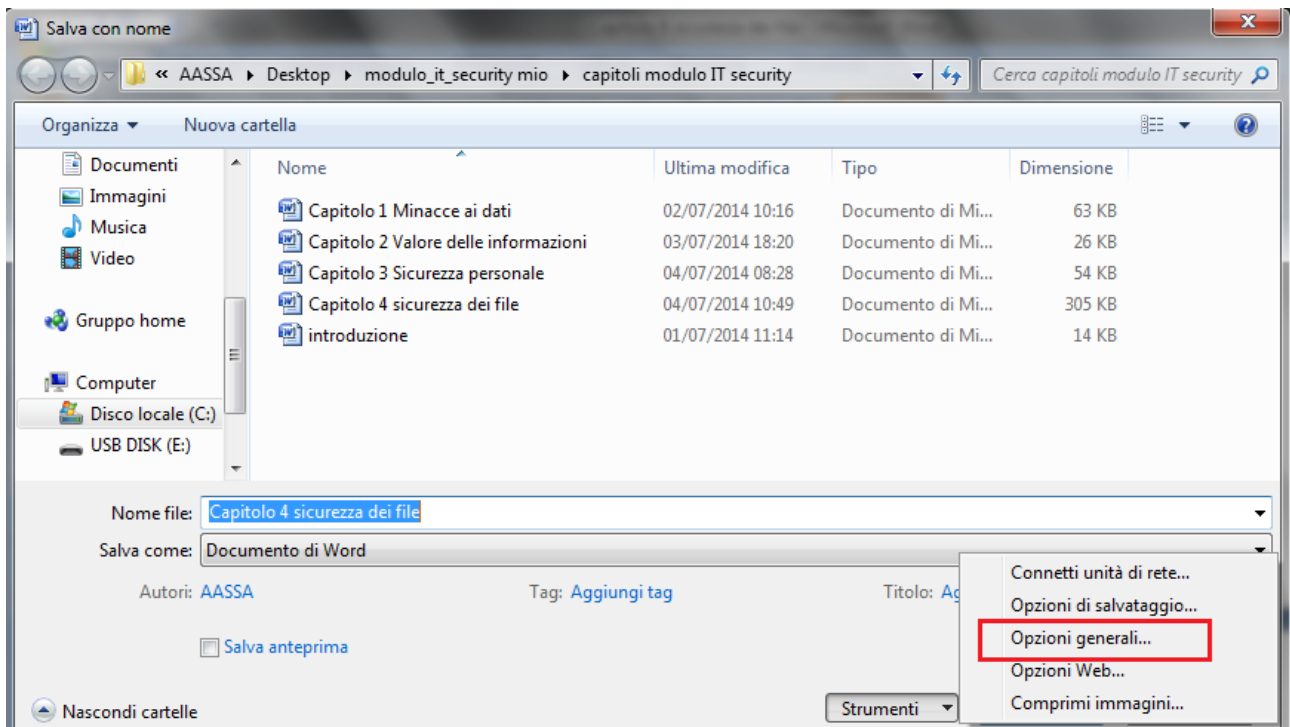 Salva con nome
« AASSA Desktop modulo_it_security mio capitoli modulo IT security Cerca capitoli modulo IT security
Organizza Nuova cartella
Nome Ultima modifica Tipo Dimensione
Documenti
Immagini
Musica
Video
Gruppo home
Computer
Disco locale (C:)
USB DISK (E:)
Capitolo 1 Minacce ai dati 02/07/2014 10:16 Documento di Mi... 63 KB
Capitolo 2 Valore delle informazioni 03/07/2014 18:20 Documento di Mi... 26 KB
Capitolo 3 Sicurezza personale 04/07/2014 08:28 Documento di Mi... 54 KB
Capitolo 4 sicurezza dei file 04/07/2014 10:49 Documento di Mi... 305 KB
introduzione 01/07/2014 11:14 Documento di Mi... 14 KB
Nome file: Capitolo 4 sicurezza dei file
Salva come: Documento di Word
Autori: AASSA Tag: Aggiungi tag Titolo:
Salva anteprima
Connetti unità di rete...
Opzioni di salvataggio...
Opzioni generali...
Opzioni Web...
Comprimi immagini...
Nascondi cartelle Strumenti